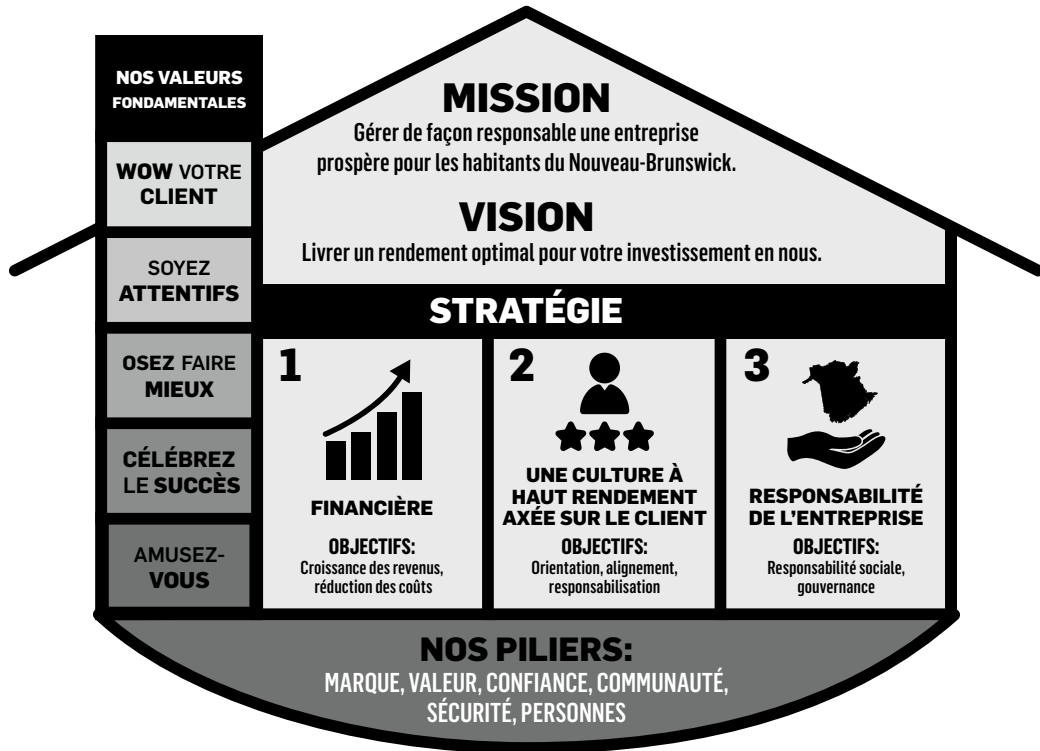 NOS VALEURS
FONDAMENTALES
WOW VOTRE
CLIENT
SOYEZ
ATTENTIFS
OSEZ FAIRE
MIEUX
CÉLÉBREZ
LE SUCCÈS
AMUSEZ-
VOUS
MISSION
Gérer de façon responsable une entreprise
prospère pour les habitants du Nouveau-Brunswick.
VISION
Livrer un rendement optimal pour votre investissement en nous.
STRATÉGIE
1
FINANCIÈRE
OBJECTIFS:
Croissance des revenus,
réduction des coûts
2
UNE CULTURE À
HAUT RENDEMENT
AXÉE SUR LE CLIENT
OBJECTIFS:
Orientation, alignement,
responsabilisation
3
RESPONSABILITÉ
DE L'ENTREPRISE
OBJECTIFS:
Responsabilité sociale,
gouvernance
NOS PILIERS:
MARQUE, VALEUR, CONFIANCE, COMMUNAUTÉ,
SÉCURITÉ, PERSONNES